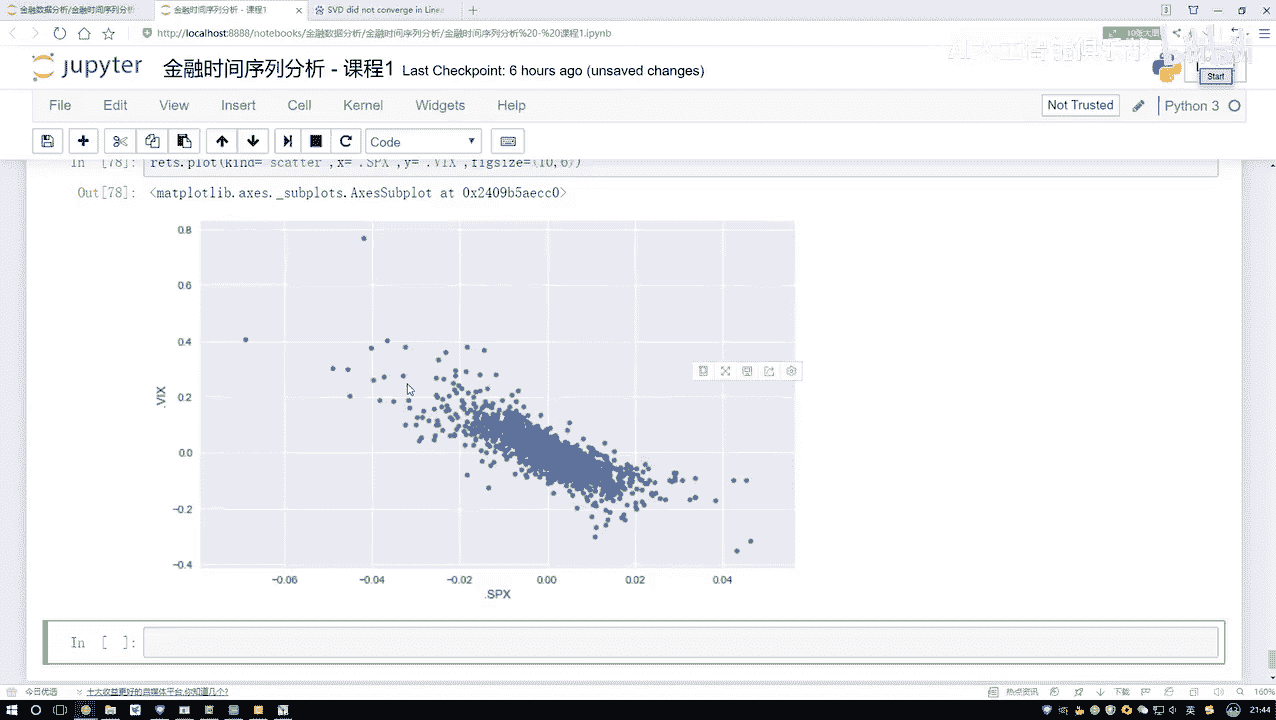 金融数据分析/金融时间序列分析/
金融时间序列分析 - 课程1
SVD did not converge in Linea
3
http://localhost:8888/notebooks/金融数据分析/金融时间序列分析/金融时间序列分析%20-%20课程1.ipynb
jupyter 金融时间序列分析 - 课程1 Last Checkpoint: 6 hours ago (unsaved changes)
Start
File Edit View Insert Cell Kernel Widgets Help
Not Trusted Python 3
Code
In [78]: rets.plot(kind='scatter',x='.SPX',y='.VIX',figsize=(10,6))
Out[78]: <matplotlib.axes._subplots.AxesSubplot at 0x2409b5aecc0>
0.8
0.6
0.4
0.2
0.0
−0.2
−0.4
.VIX
−0.06 −0.04 −0.02 0.00 0.02 0.04
.SPX
In [ ]:
今日优选 十大收益更好的自媒体平台,你知道几个? 热点资讯 下载 160%
英 21:44